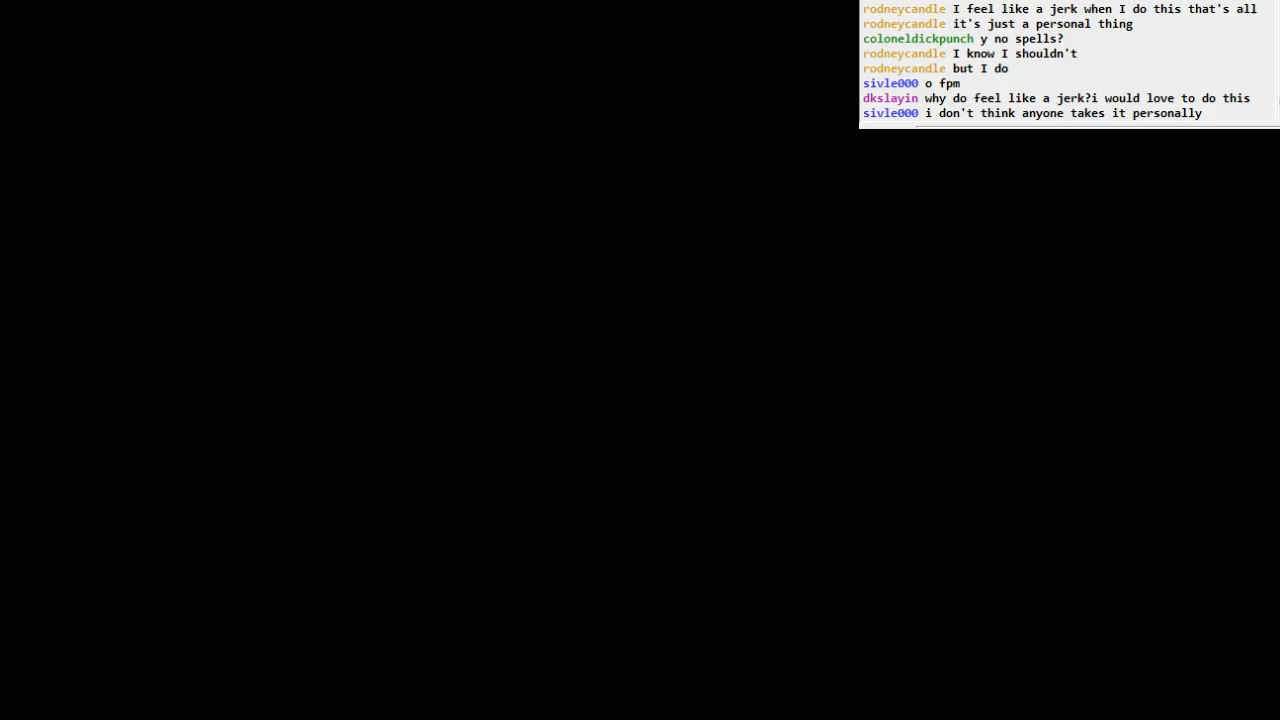 rodneycandle I feel like a jerk when I do this that's all
rodneycandle it's just a personal thing
coloneldickpunch y no spells?
rodneycandle I know I shouldn't
rodneycandle but I do
sivle000 o fpm
dkslayin why do feel like a jerk?i would love to do this
sivle000 i don't think anyone takes it personally